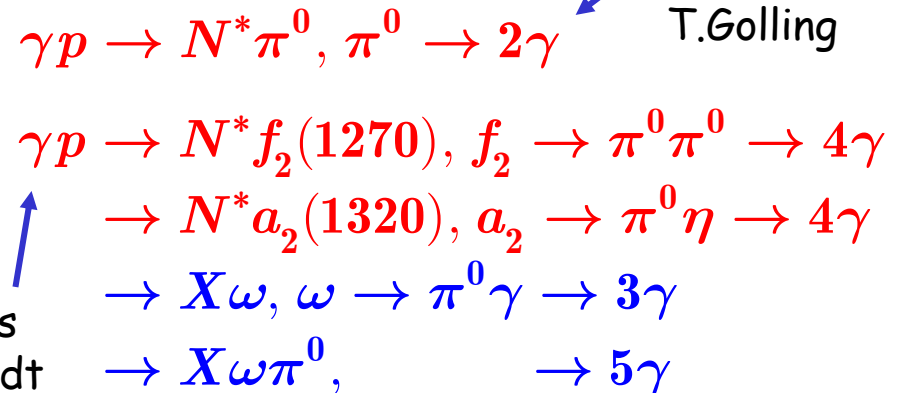 γp → N*π⁰, π⁰ → 2γ
T.Golling
γp → N*f₂(1270), f₂ → π⁰π⁰ → 4γ
→ N*a₂(1320), a₂ → π⁰η → 4γ
→ Xω, ω → π⁰γ → 3γ
s
dt → Xωπ⁰, → 5γ